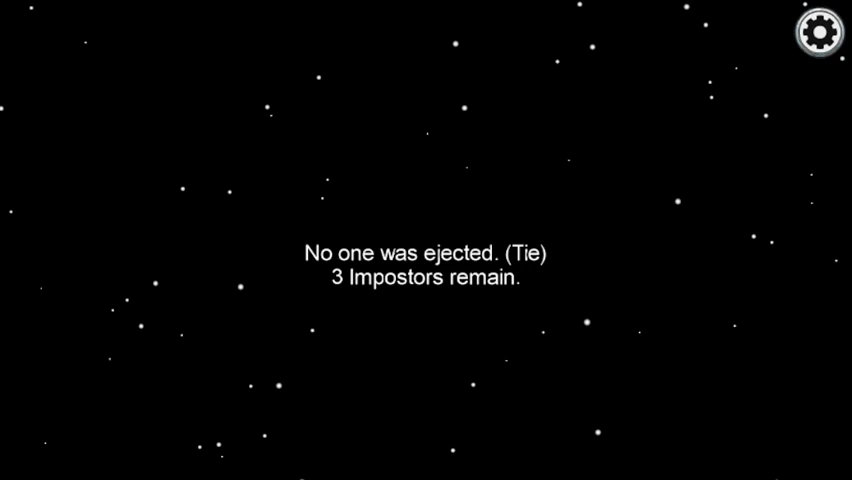 No one was ejected. (Tie)
3 Impostors remain.